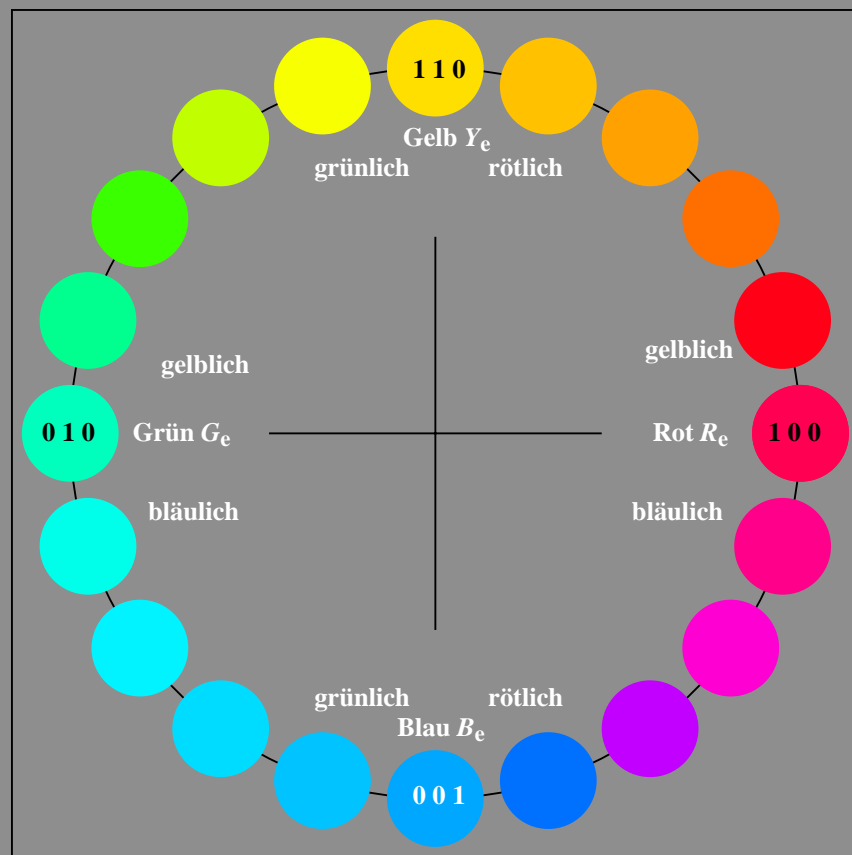 1 1 0
Gelb Yₑ
grünlich rötlich
gelblich
gelblich
0 1 0 Grün Gₑ Rot Rₑ 1 0 0
bläulich bläulich
grünlich rötlich
Blau Bₑ
0 0 1